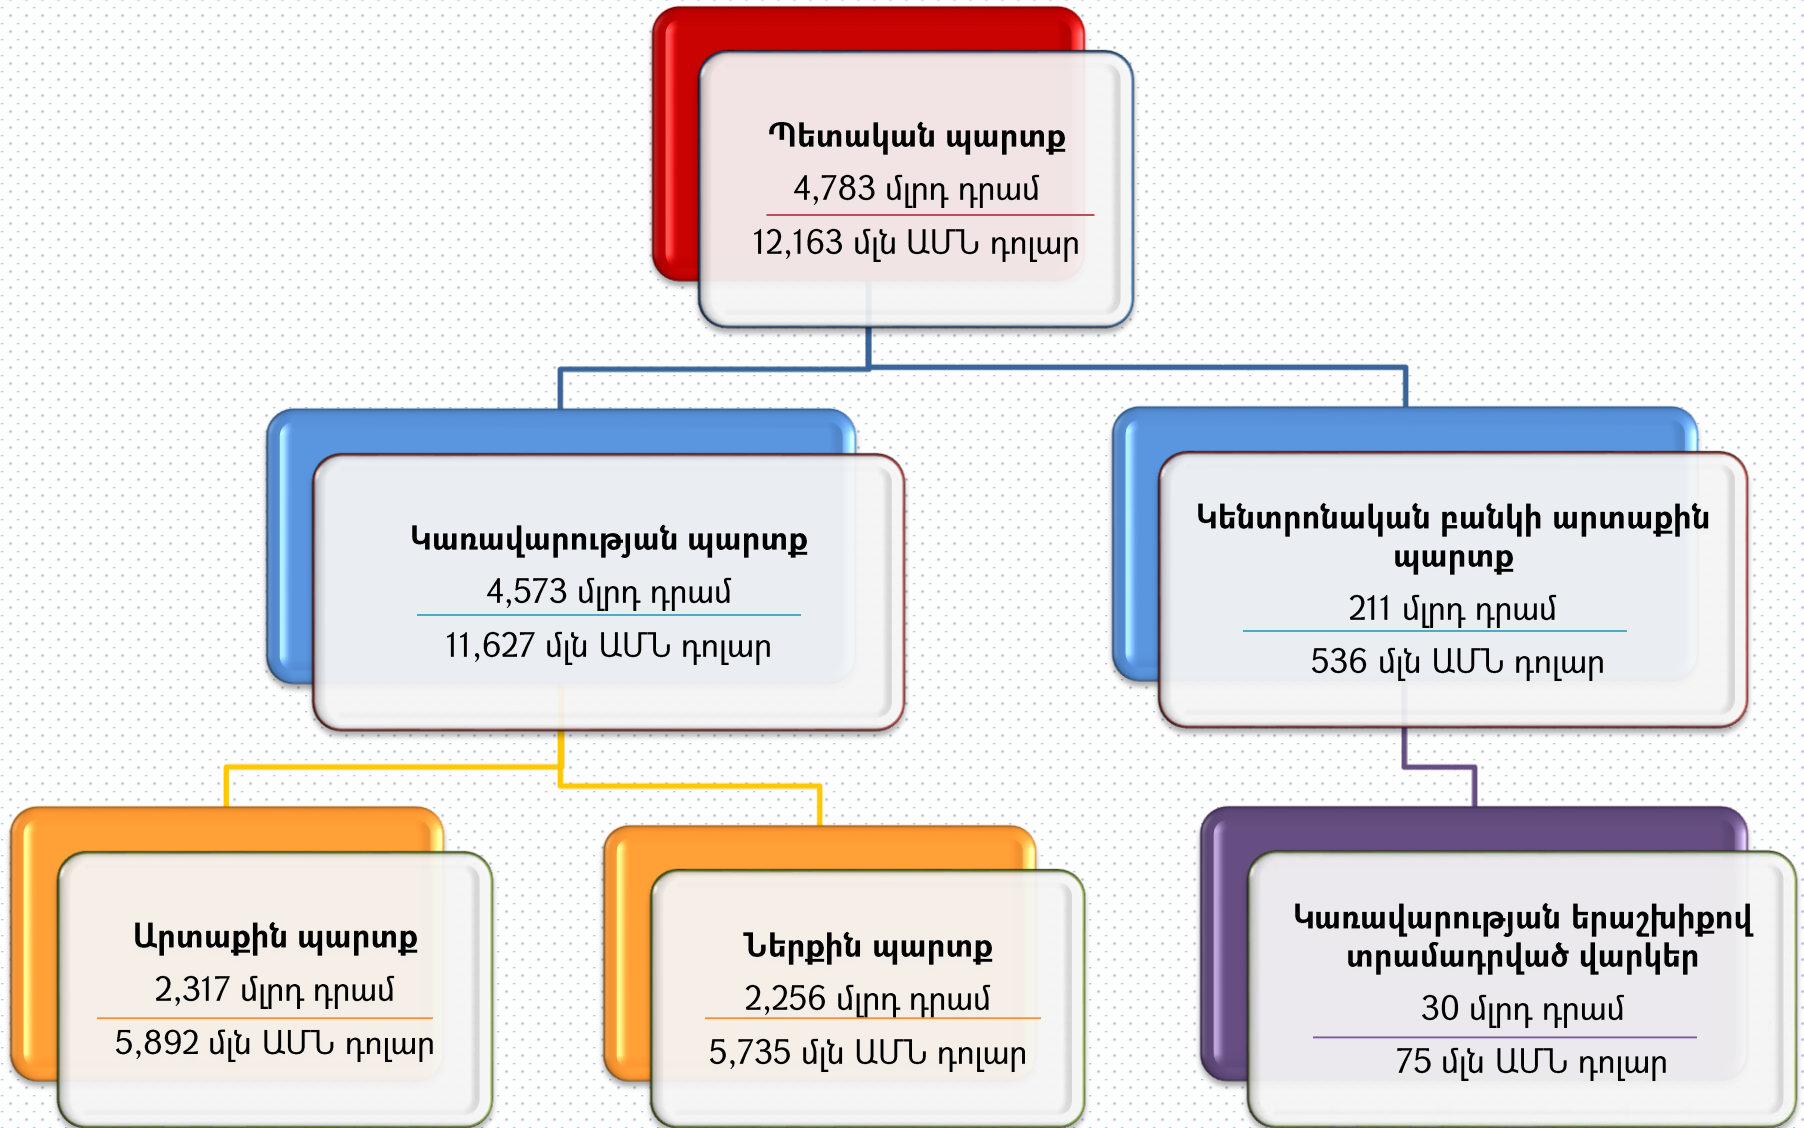 Պետական պարտք
4,783 մլրդ դրամ
12,163 մլն ԱՄՆ դոլար
Կառավարության պարտք
4,573 մլրդ դրամ
11,627 մլն ԱՄՆ դոլար
Կենտրոնական բանկի արտաքին
պարտք
211 մլրդ դրամ
536 մլն ԱՄՆ դոլար
Արտաքին պարտք
2,317 մլրդ դրամ
5,892 մլն ԱՄՆ դոլար
Ներքին պարտք
2,256 մլրդ դրամ
5,735 մլն ԱՄՆ դոլար
Կառավարության երաշխիքով
տրամադրված վարկեր
30 մլրդ դրամ
75 մլն ԱՄՆ դոլար